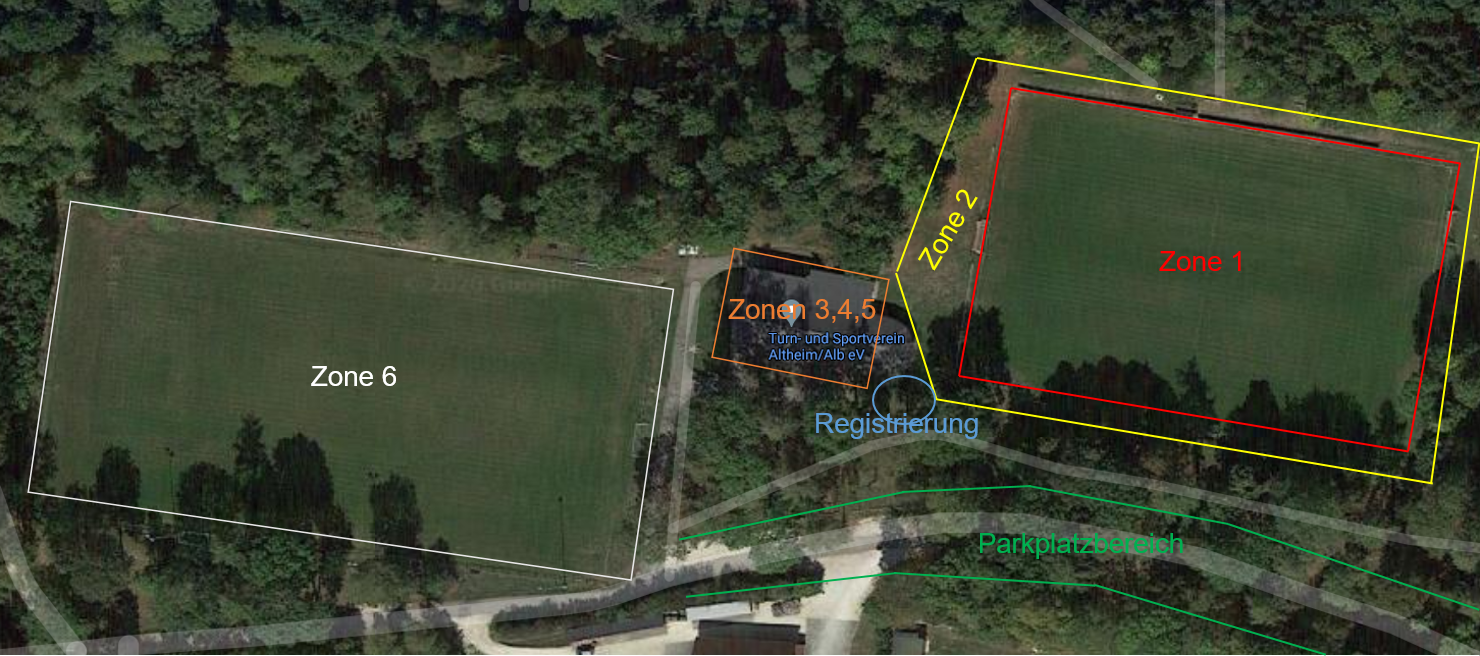 Zone 2
Zone 1
Zonen 3,4,5
Turn- und Sportverein
Altheim/Alb eV
Zone 6
Registrierung
Parkplatzbereich